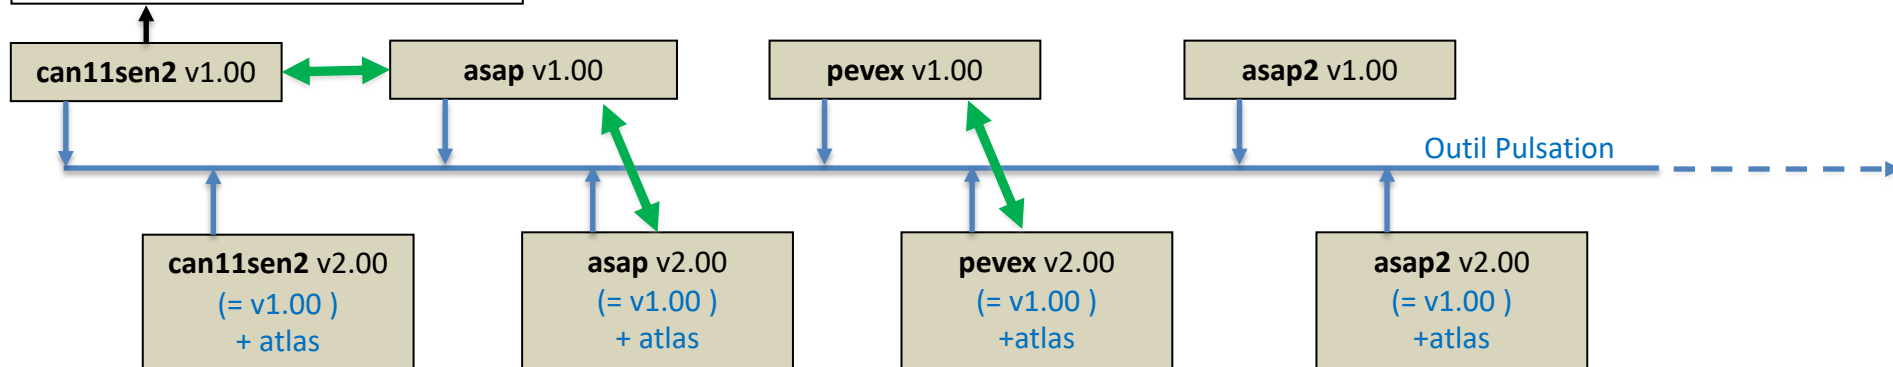 can11sen2 v1.00
asap v1.00
pevex v1.00
asap2 v1.00
Outil Pulsation
can11sen2 v2.00
(= v1.00 )
+ atlas
asap v2.00
(= v1.00 )
+ atlas
pevex v2.00
(= v1.00 )
+atlas
asap2 v2.00
(= v1.00 )
+atlas